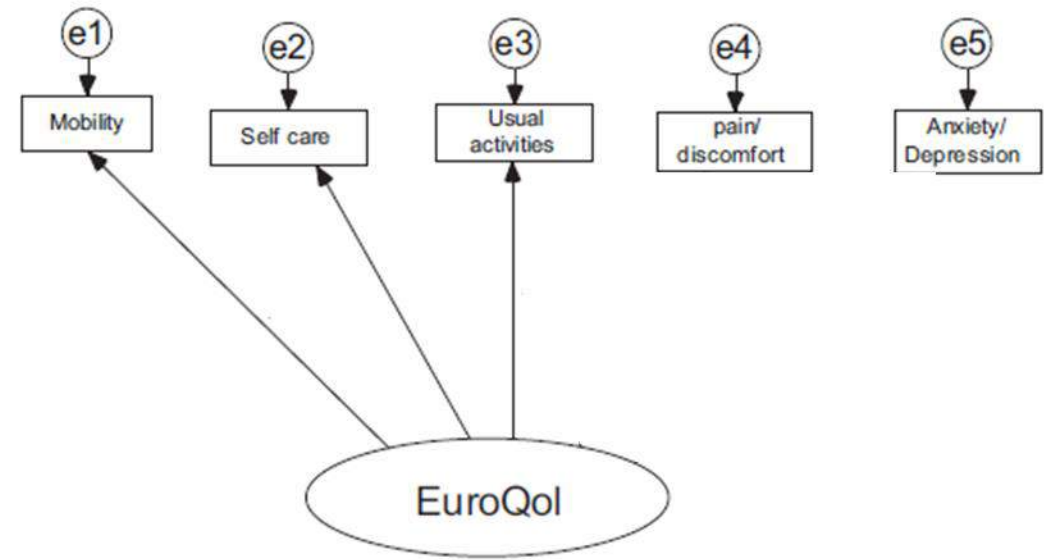 e1
e2
e3
e4
e5
Mobility
Self care
Usual
activities
pain/
discomfort
Anxiety/
Depression
EuroQol